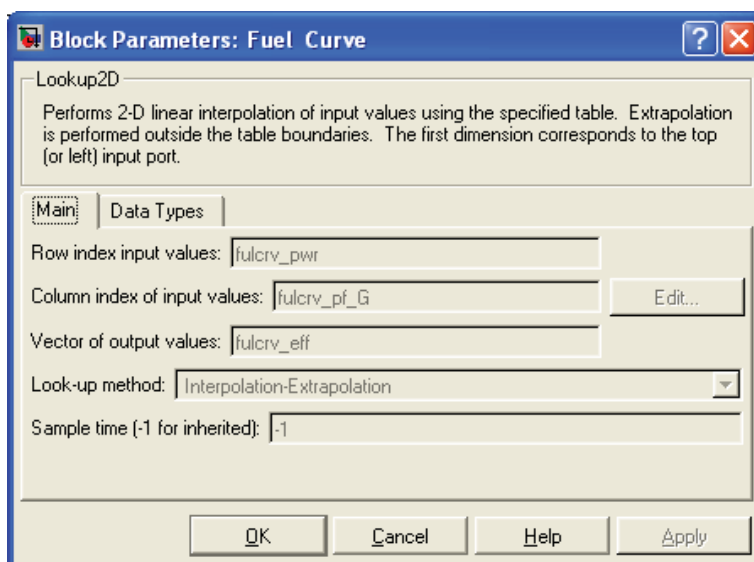 Block Parameters: Fuel Curve
Lookup2D
Performs 2-D linear interpolation of input values using the specified table. Extrapolation
is performed outside the table boundaries. The first dimension corresponds to the top
(or left) input port.
Main Data Types
Row index input values: fulcrv_pwr
Column index of input values: fulcrv_pf_G Edit...
Vector of output values: fulcrv_eff
Look-up method: Interpolation-Extrapolation
Sample time (-1 for inherited): -1
OK Cancel Help Apply